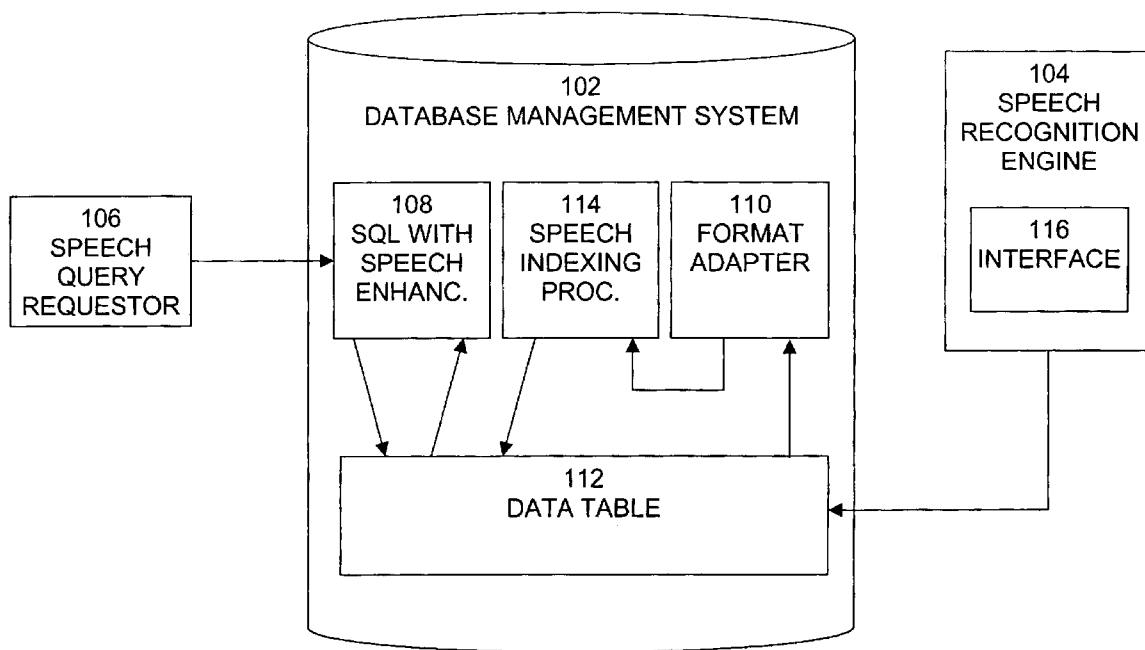 102
DATABASE MANAGEMENT SYSTEM
104
SPEECH
RECOGNITION
ENGINE
116
INTERFACE
106
SPEECH
QUERY
REQUESTOR
108
SQL WITH
SPEECH
ENHANC.
114
SPEECH
INDEXING
PROC.
110
FORMAT
ADAPTER
112
DATA TABLE